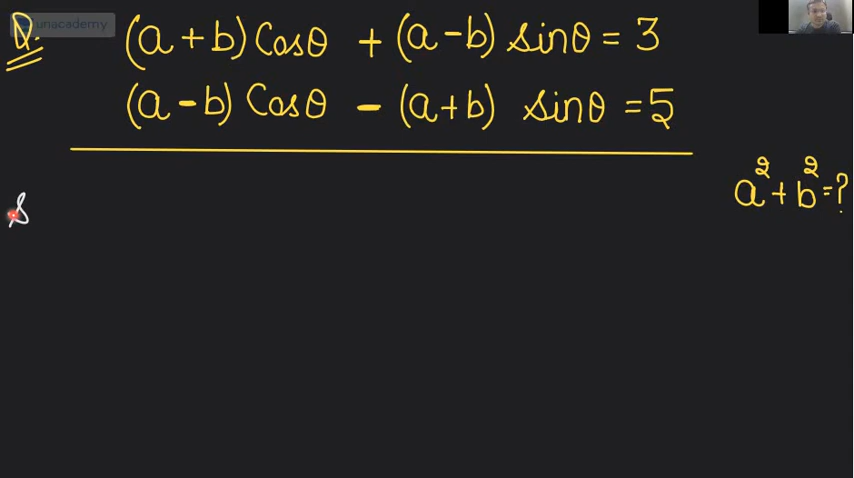 unacademy
Q. (a+b) Cosθ + (a-b) sinθ = 3
(a-b) Cosθ - (a+b) sinθ = 5
a²+b²=?
S